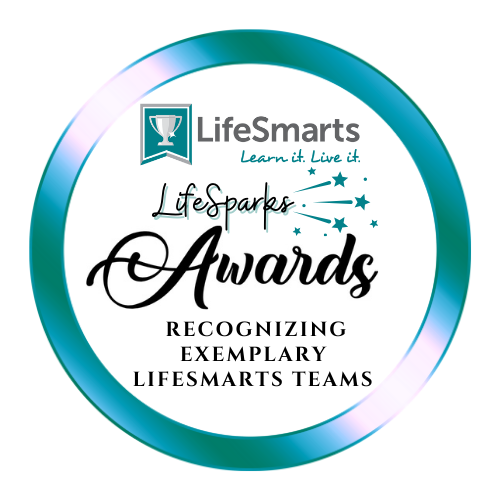 LifeSmarts
Learn it. Live it.
LifeSparks
Awards
RECOGNIZING
EXEMPLARY
LIFESMARTS TEAMS